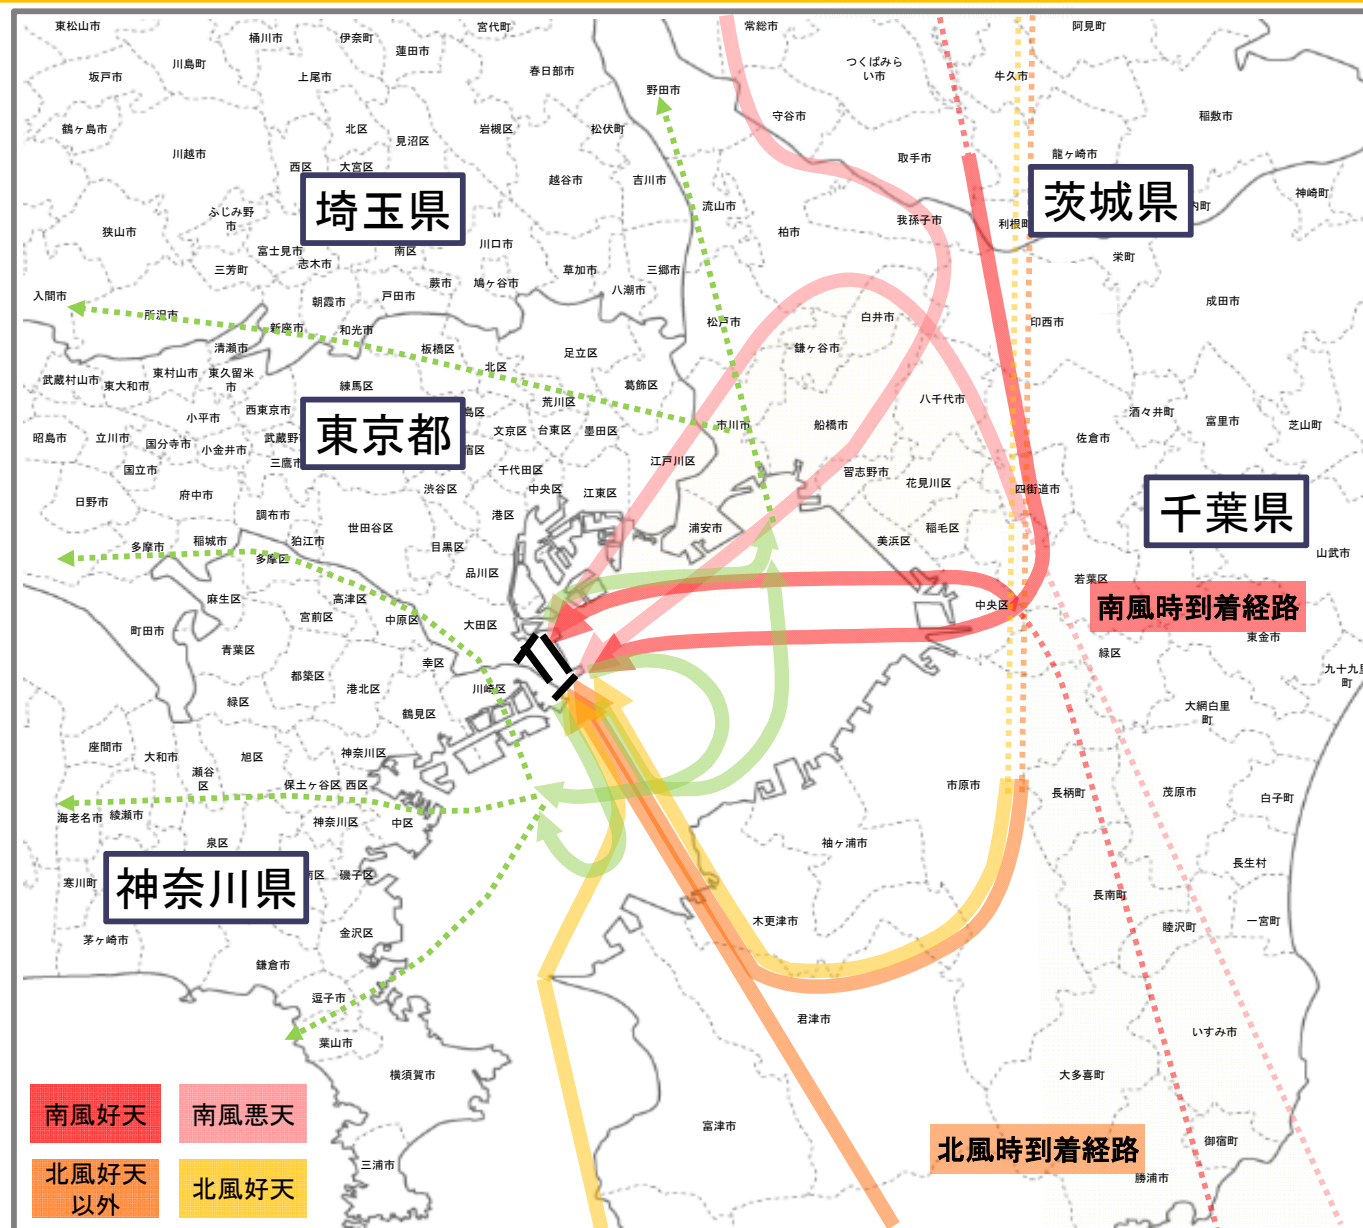 東松山市
桶川市
伊奈町
蓮田市
宮代町
常総市
阿見町
坂戸市
川島町
上尾市
春日部市
野田市
つくばみら
い市
牛久市
鶴ヶ島市
川越市
北区
見沼区
岩槻区
松伏町
守谷市
取手市
稲敷市
龍ヶ崎市
西区
大宮区
越谷市
吉川市
埼玉県
茨城県
神崎町
内町
狭山市
ふじみ野
市
流山市
柏市
我孫子市
利根町
富士見市
志木市
南区
川口市
栄町
三芳町
草加市
三郷市
入間市
朝霞市
戸田市
蕨市
鳩ヶ谷市
八潮市
成田市
所沢市
新座市
和光市
松戸市
白井市
印西市
清瀬市
板橋区
北区
足立区
鎌ヶ谷市
武蔵村山市
東大和市
東村山市
東久留米
市
練馬区
葛飾区
八千代市
東京都
島区
荒川区
小平市
西東京市
文京区
台東区
墨田区
市川市
船橋市
酒々井町
富里市
芝山町
昭島市
立川市
国分寺市
小金井市
武蔵野
宿区
佐倉市
国立市
三鷹市
千代田区
江戸川区
習志野市
花見川区
四街道市
日野市
府中市
渋谷区
中央区
江東区
千葉県
調布市
世田谷区
港区
浦安市
稲毛区
多摩市
稲城市
狛江市
多摩区
目黒区
美浜区
山武市
品川区
若葉区
麻生区
高津区
中央区
南風時到着経路
町田市
宮前区
中原区
大田区
東金市
青葉区
幸区
緑区
都筑区
港北区
川崎区
九十九里
町
緑区
鶴見区
大網白里
町
座間市
大和市
瀬谷
区
旭区
神奈川区
保土ヶ谷区
西区
市原市
長柄町
茂原市
白子町
海老名市
綾瀬市
神奈川区
中区
泉区
袖ヶ浦市
長生村
神奈川県
寒川町
南区
磯子区
長南町
木更津市
睦沢町
一宮町
茅ヶ崎市
金沢区
鎌倉市
逗子市
君津市
いすみ市
葉山市
横須賀市
大多喜町
南風好天
南風悪天
富津市
北風時到着経路
御宿町
三浦市
勝浦市
北風好天
以外
北風好天